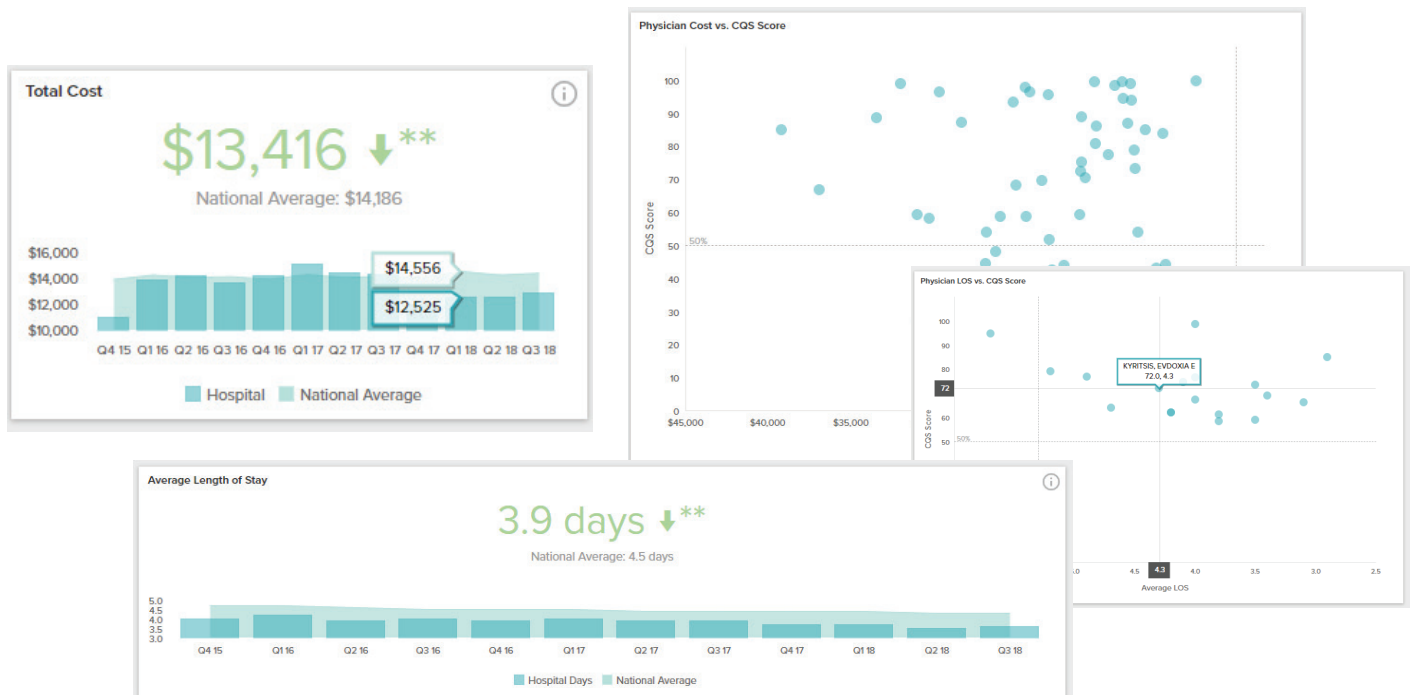 Total Cost
$13,416 **
National Average: $14,186
$16,000
$14,000
$12,000
$10,000
$14,556
$12,525
Q4 15 Q1 16 Q2 16 Q3 16 Q4 16 Q1 17 Q2 17 Q3 17 Q4 17 Q1 18 Q2 18 Q3 18
Hospital National Average
Physician Cost vs. CQS Score
CQS Score
100
90
80
70
60
50
40
30
20
10
0
50%
$45,000 $40,000 $35,000
Physician LOS vs. CQS Score
CQS Score
100
90
80
72
60
50
50%
KYRITSIS, EVDOXIA E
72.0, 4.3
4.5 4.3 4.0 3.5 3.0 2.5
Average LOS
Average Length of Stay
3.9 days **
National Average: 4.5 days
5.0
4.5
4.0
3.5
3.0
Q4 15 Q1 16 Q2 16 Q3 16 Q4 16 Q1 17 Q2 17 Q3 17 Q4 17 Q1 18 Q2 18 Q3 18
Hospital Days National Average